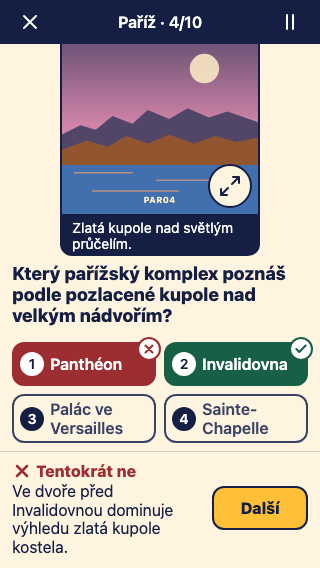 Paříž · 4/10
PAR04
Zlatá kupole nad světlým
průčelím.
Který pařížský komplex poznáš
podle pozlacené kupole nad
velkým nádvořím?
1 Panthéon
2 Invalidovna
3 Palác ve
Versailles
4 Sainte-
Chapelle
Tentokrát ne
Ve dvoře před
Invalidovnou dominuje
výhledu zlatá kupole
kostela.
Další